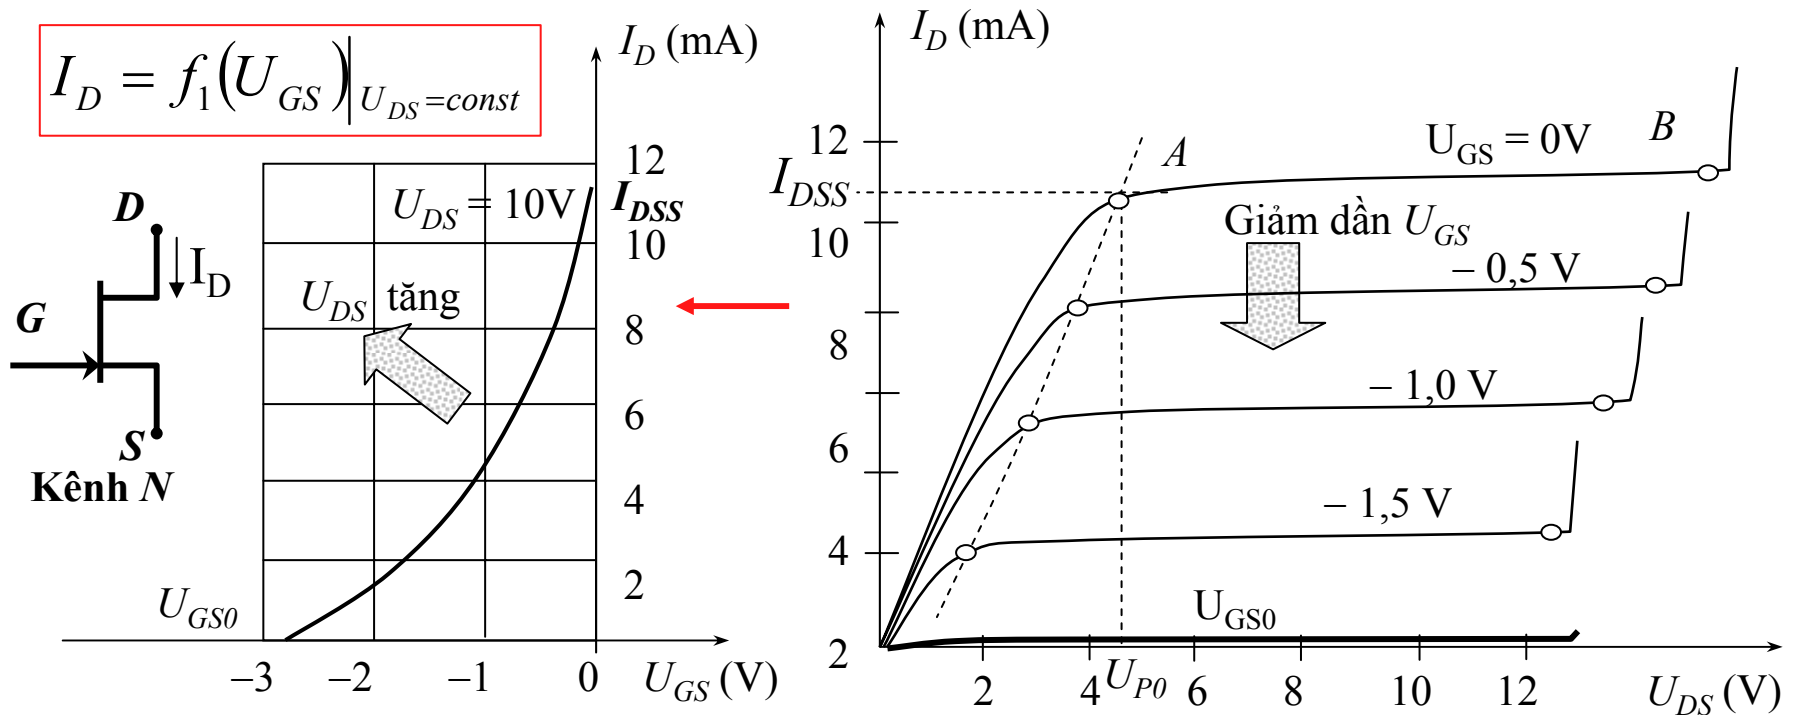 I_D = f_1(U_GS)|U_DS=const
I_D (mA)
12
U_DS = 10V
I_DSS
10
U_DS tăng
8
6
4
2
U_GS0
−3 −2 −1 0 U_GS (V)
D
I_D
G
S
Kênh N
I_D (mA)
12
I_DSS
10
8
6
4
2
A
U_GS = 0V
B
Giảm dần U_GS
− 0,5 V
− 1,0 V
− 1,5 V
U_GS0
2 4 U_P0 6 8 10 12 U_DS (V)